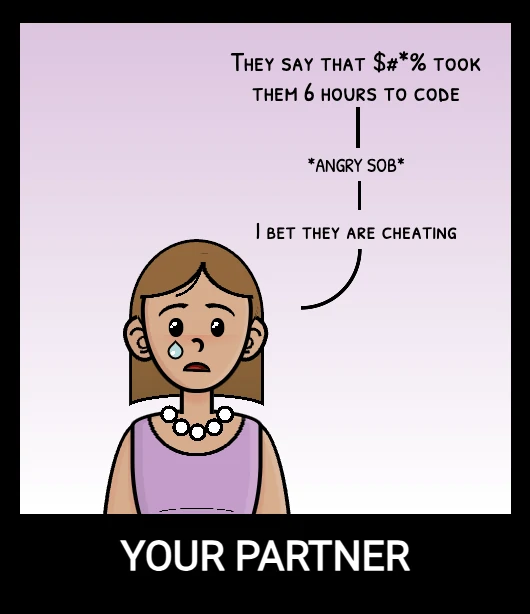 They say that $#*% took
them 6 hours to code
*angry sob*
I bet they are cheating
YOUR PARTNER